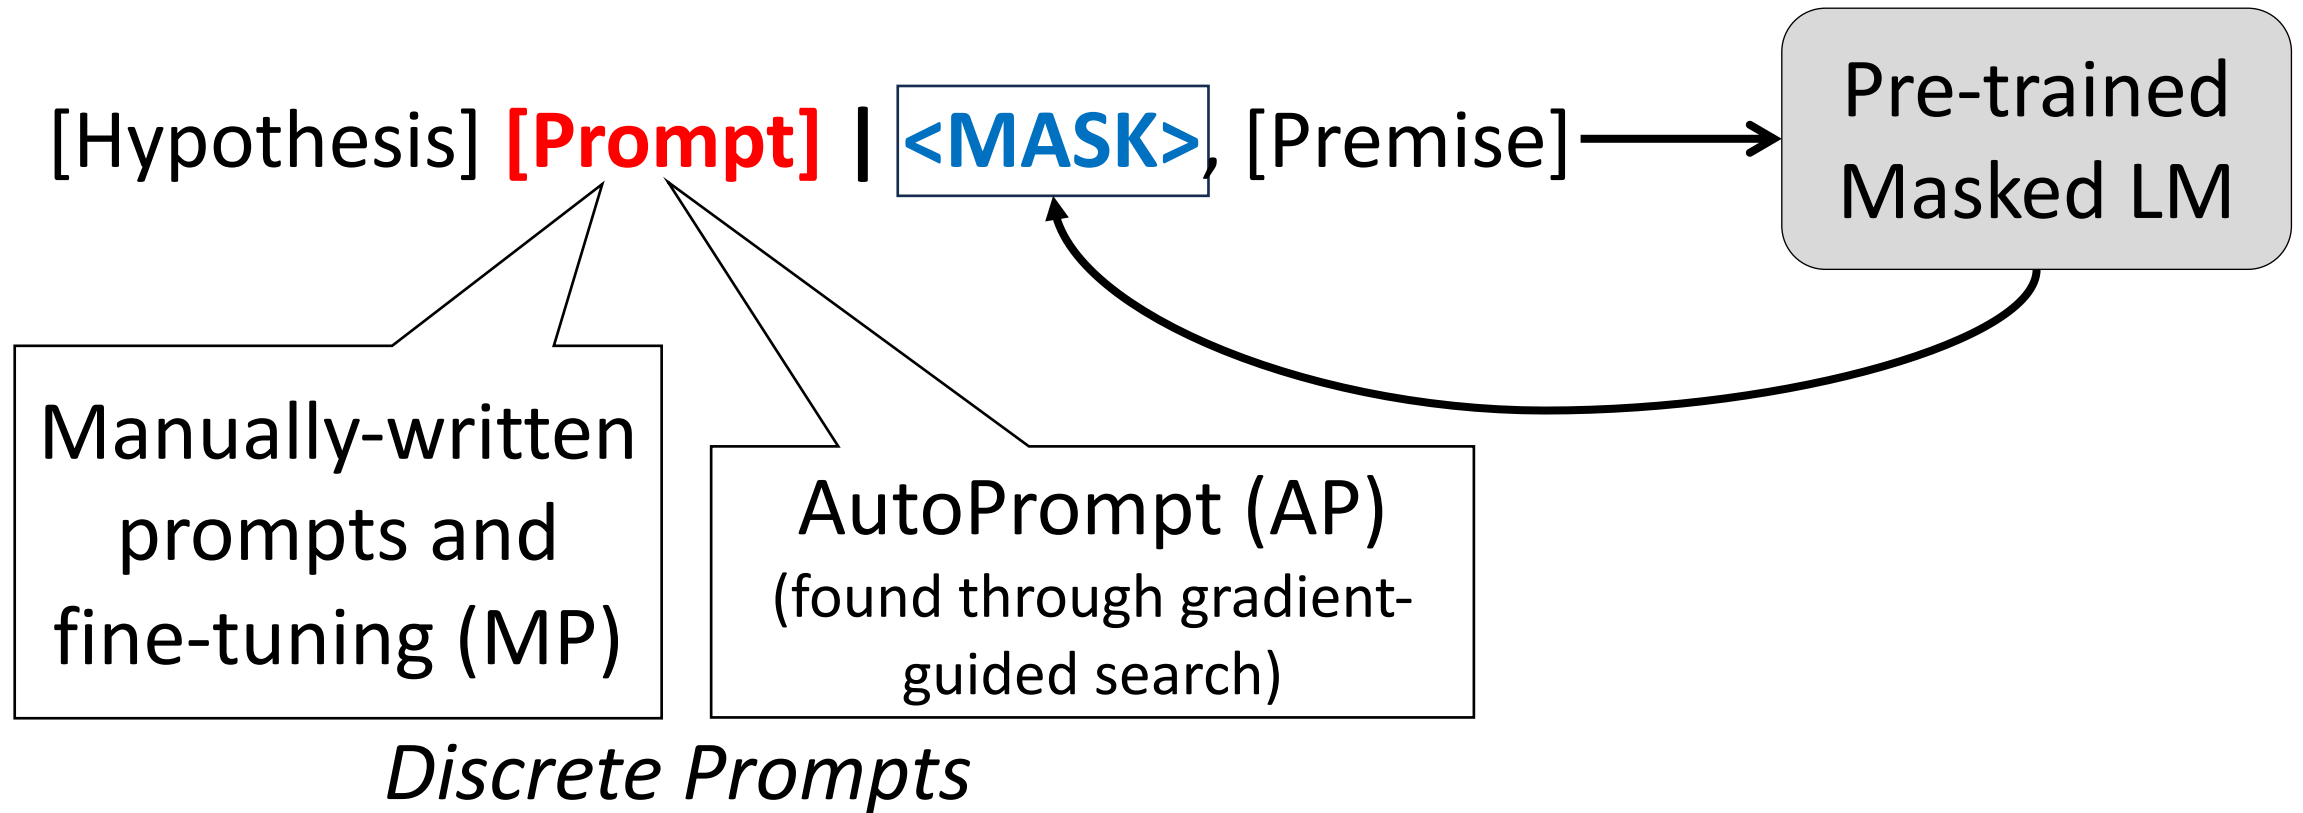 [Hypothesis] [Prompt] | <MASK>, [Premise]
Pre-trained
Masked LM
Manually-written
prompts and
fine-tuning (MP)
AutoPrompt (AP)
(found through gradient-
guided search)
Discrete Prompts